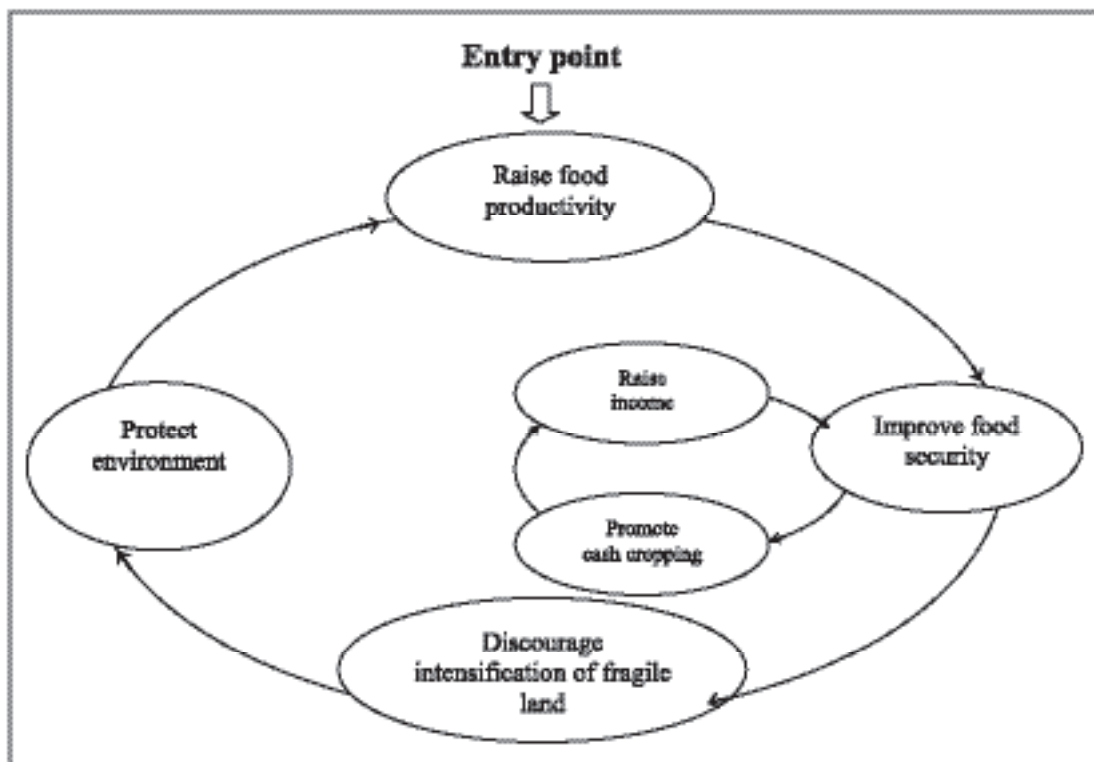 Entry point
Raise food
productivity
Raise
income
Improve food
security
Protect
environment
Promote
cash cropping
Discourage
intensification of fragile
land